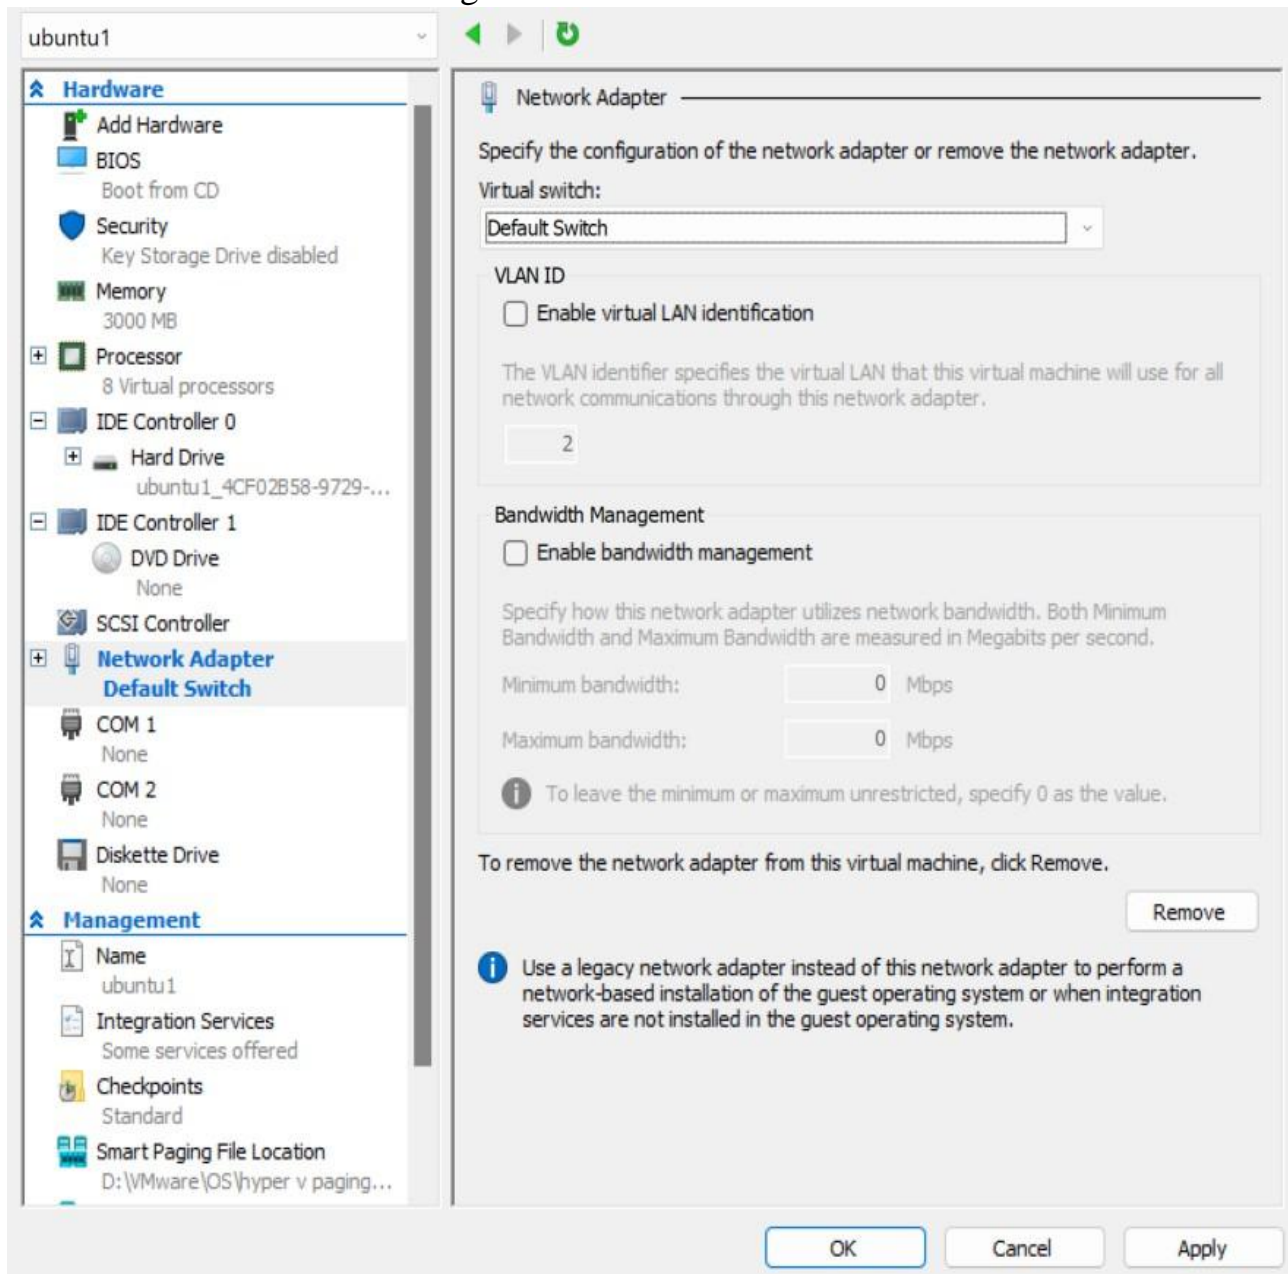 ubuntu1
Hardware
Add Hardware
BIOS
Boot from CD
Security
Key Storage Drive disabled
Memory
3000 MB
Processor
8 Virtual processors
IDE Controller 0
Hard Drive
ubuntu1_4CF02B58-9729-...
IDE Controller 1
DVD Drive
None
SCSI Controller
Network Adapter
Default Switch
COM 1
None
COM 2
None
Diskette Drive
None
Management
Name
ubuntu1
Integration Services
Some services offered
Checkpoints
Standard
Smart Paging File Location
D:\VMware\OS\hyper v paging...
Network Adapter
Specify the configuration of the network adapter or remove the network adapter.
Virtual switch:
Default Switch
VLAN ID
Enable virtual LAN identification
The VLAN identifier specifies the virtual LAN that this virtual machine will use for all
network communications through this network adapter.
2
Bandwidth Management
Enable bandwidth management
Specify how this network adapter utilizes network bandwidth. Both Minimum
Bandwidth and Maximum Bandwidth are measured in Megabits per second.
Minimum bandwidth: 0 Mbps
Maximum bandwidth: 0 Mbps
To leave the minimum or maximum unrestricted, specify 0 as the value.
To remove the network adapter from this virtual machine, click Remove.
Remove
Use a legacy network adapter instead of this network adapter to perform a
network-based installation of the guest operating system or when integration
services are not installed in the guest operating system.
OK Cancel Apply